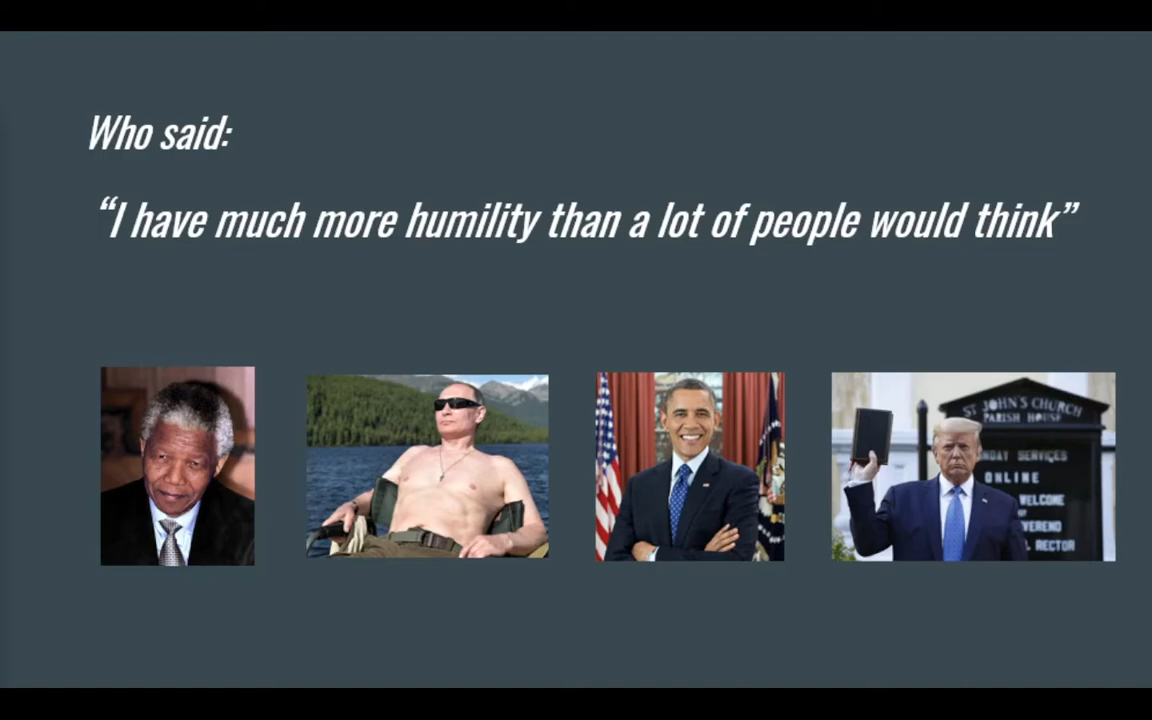 Who said:
“I have much more humility than a lot of people would think”
ST JOHN'S CHURCH
PARISH HOUSE
SERVICES
ONLINE
WELCOME
RECTOR